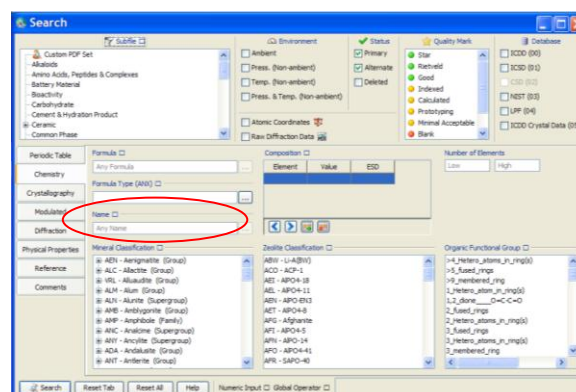 Search
Subfile
Custom PDF Set
Alkaloids
Amino Acids, Peptides & Complexes
Battery Material
Bioactivity
Carbohydrate
Cement & Hydration Product
Ceramic
Common Phase
Environment
Ambient
Press. (Non-ambient)
Temp. (Non-ambient)
Press. & Temp. (Non-ambient)
Atomic Coordinates
Raw Diffraction Data
Status
Primary
Alternate
Deleted
Quality Mark
Star
Rietveld
Good
Indexed
Calculated
Prototyping
Minimal Acceptable
Blank
Database
ICDD (00)
ICSD (01)
CSD (02)
NIST (03)
LPF (04)
ICDD Crystal Data (05
Periodic Table
Chemistry
Crystallography
Modulated
Diffraction
Physical Properties
Reference
Comments
Formula
Any Formula
...
Formula Type (ANX)
...
Name
Any Name
Composition
Element Value ESD
Number of Elements
Low High
Mineral Classification
AEN - Aenigmatite (Group)
ALC - Allactite (Group)
VRL - Alluaudite (Group)
ALM - Alum (Group)
ALN - Alunite (Supergroup)
AMB - Amblygonite (Group)
AMP - Amphibole (Family)
ANC - Analcime (Supergroup)
ANY - Ancylite (Supergroup)
ADA - Andalusite (Group)
ANT - Antlerite (Group)
Zeolite Classification
ABW - Li-A(BW)
ACO - ACP-1
AEI - AlPO4-18
AEL - AlPO4-11
AEN - AlPO-EN3
AET - AlPO4-8
AFG - Afghanite
AFI - AlPO4-5
AFN - AlPO-14
AFO - AlPO4-41
AFR - SAPO-40
Organic Functional Group
>4_Hetero_atoms_in_ring(s)
>5_fused_rings
>9_membered_ring
1_Hetero_atom_in_ring(s)
1,2_dione____O=C-C=O
2_fused_rings
2_Hetero_atoms_in_ring(s)
3_fused_rings
3_Hetero_atoms_in_ring(s)
3_membered_ring
Search Reset Tab Reset All Help Numeric Input Global Operator